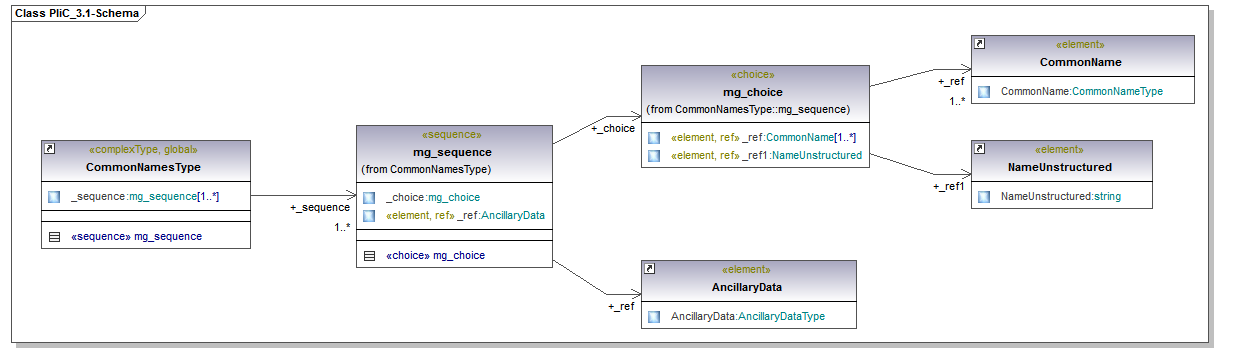 Class PliC_3.1-Schema
«complexType, global»
CommonNamesType
_sequence:mg_sequence[1..*]
«sequence» mg_sequence
+_sequence
1..*
«sequence»
mg_sequence
(from CommonNamesType)
_choice:mg_choice
«element, ref» _ref:AncillaryData
«choice» mg_choice
+_choice
+_ref
«choice»
mg_choice
(from CommonNamesType::mg_sequence)
«element, ref» _ref:CommonName[1..*]
«element, ref» _ref1:NameUnstructured
+_ref
1..*
+_ref1
«element»
CommonName
CommonName:CommonNameType
«element»
NameUnstructured
NameUnstructured:string
«element»
AncillaryData
AncillaryData:AncillaryDataType